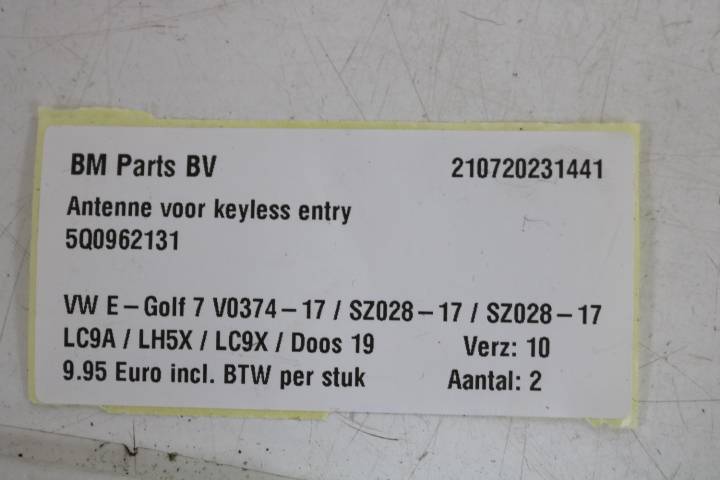 BM Parts BV 210720231441
Antenne voor keyless entry
5Q0962131
VW E-Golf 7 V0374-17 / SZ028-17 / SZ028-17
LC9A / LH5X / LC9X / Doos 19 Verz: 10
9.95 Euro incl. BTW per stuk Aantal: 2